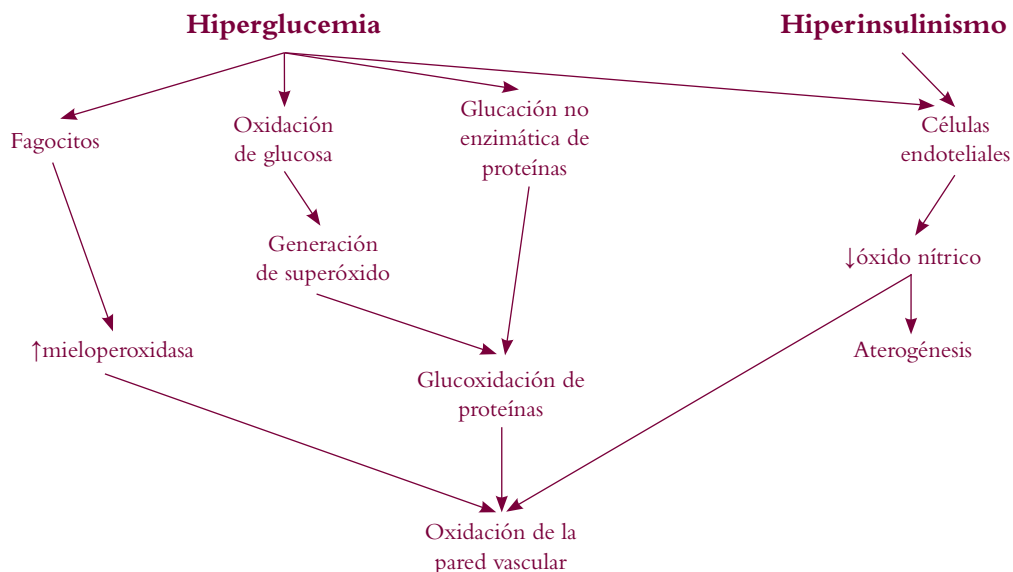 Hiperglucemia
Hiperinsulinismo
Fagocitos
Oxidación
de glucosa
Glucación no
enzimática de
proteínas
Células
endoteliales
Generación
de superóxido
↓óxido nítrico
↑mieloperoxidasa
Glucoxidación de
proteínas
Aterogénesis
Oxidación de la
pared vascular